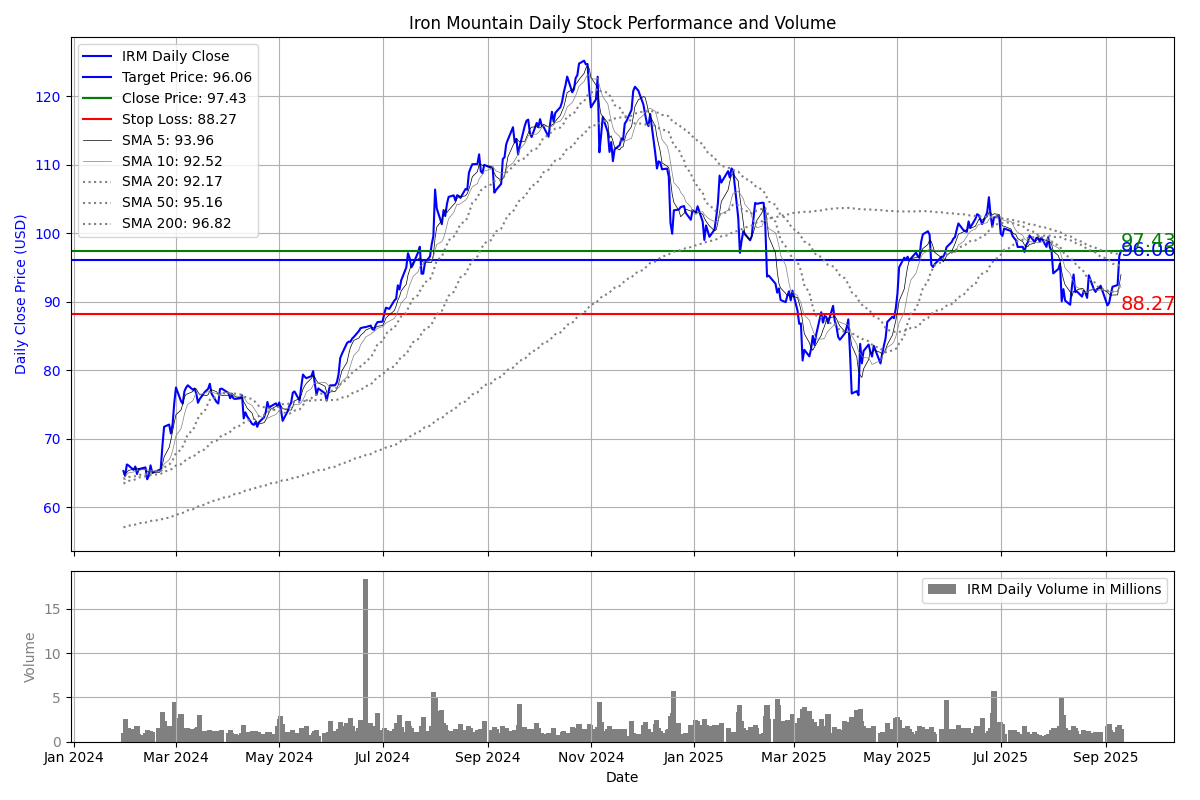 Iron Mountain Daily Stock Performance and Volume
IRM Daily Close
Target Price: 96.06
Close Price: 97.43
Stop Loss: 88.27
SMA 5: 93.96
SMA 10: 92.52
SMA 20: 92.17
SMA 50: 95.16
SMA 200: 96.82
Daily Close Price (USD)
120
110
100
90
80
70
60
97.43
96.06
88.27
IRM Daily Volume in Millions
Volume
15
10
5
0
Jan 2024 Mar 2024 May 2024 Jul 2024 Sep 2024 Nov 2024 Jan 2025 Mar 2025 May 2025 Jul 2025 Sep 2025
Date